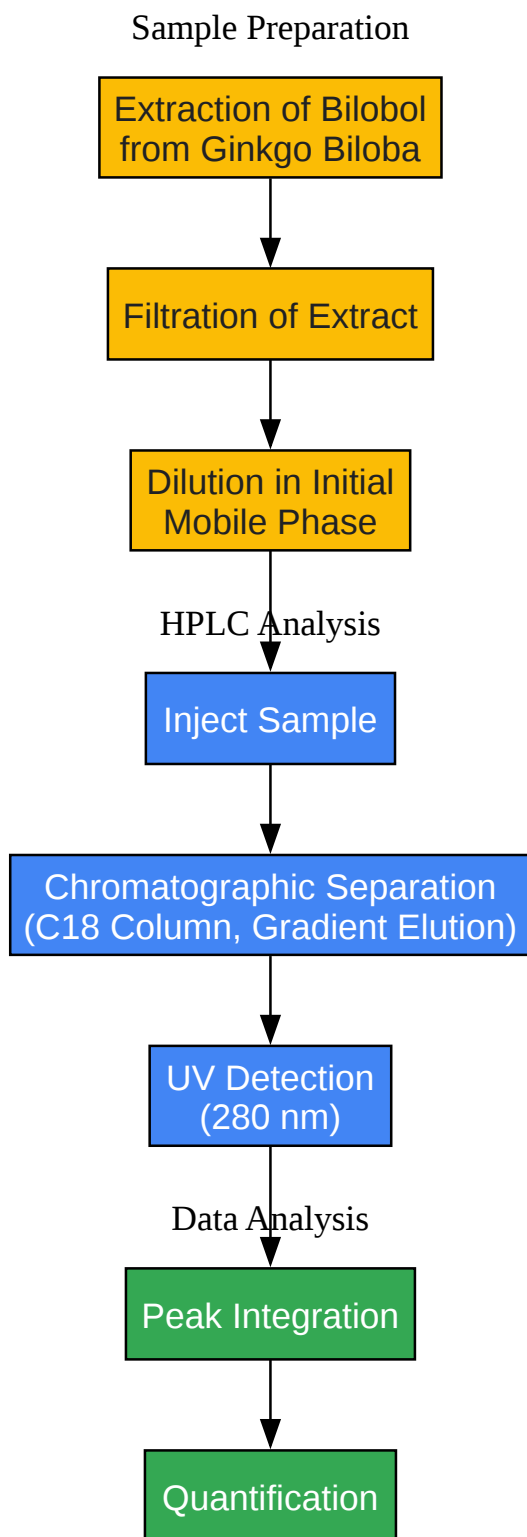 Sample Preparation
Extraction of Bilobol
from Ginkgo Biloba
Filtration of Extract
Dilution in Initial
Mobile Phase
HPLC Analysis
Inject Sample
Chromatographic Separation
(C18 Column, Gradient Elution)
UV Detection
(280 nm)
Data Analysis
Peak Integration
Quantification